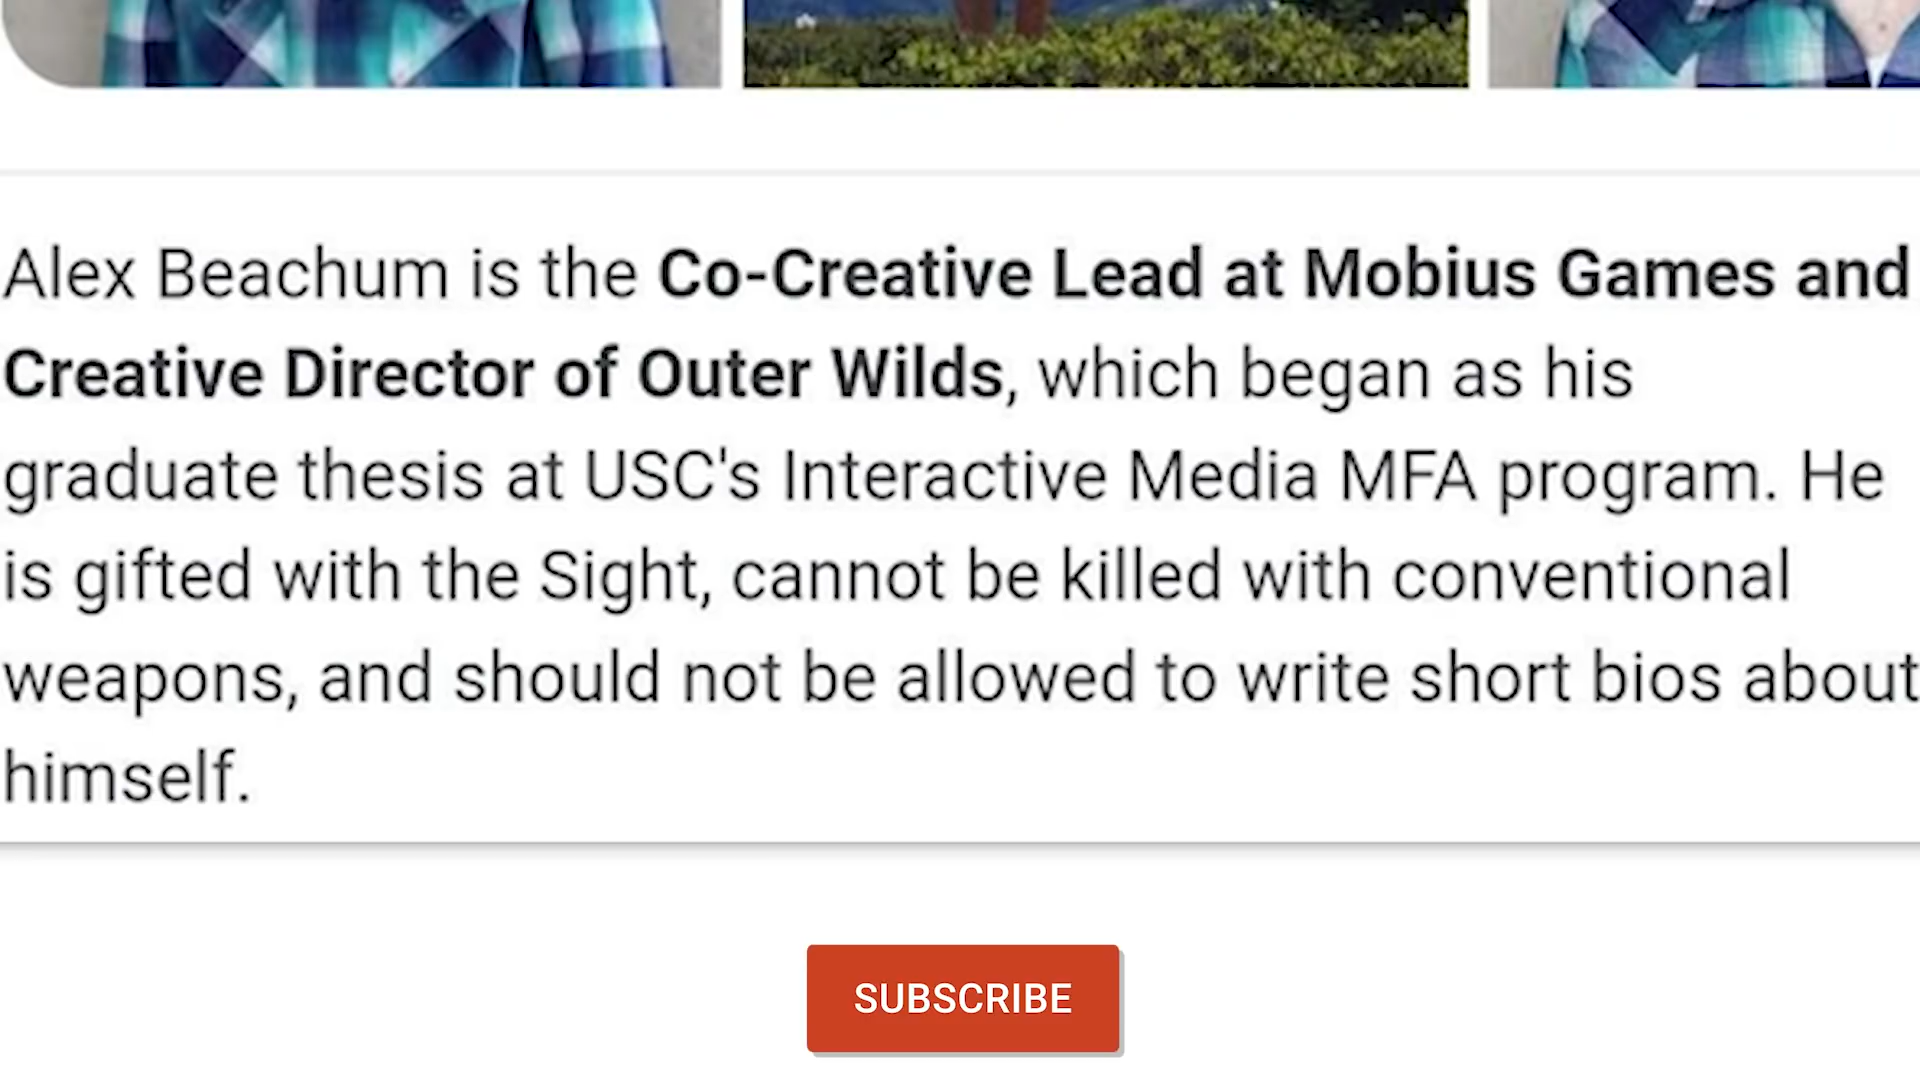 Alex Beachum is the Co-Creative Lead at Mobius Games and
Creative Director of Outer Wilds, which began as his
graduate thesis at USC's Interactive Media MFA program. He
is gifted with the Sight, cannot be killed with conventional
weapons, and should not be allowed to write short bios about
himself.
SUBSCRIBE